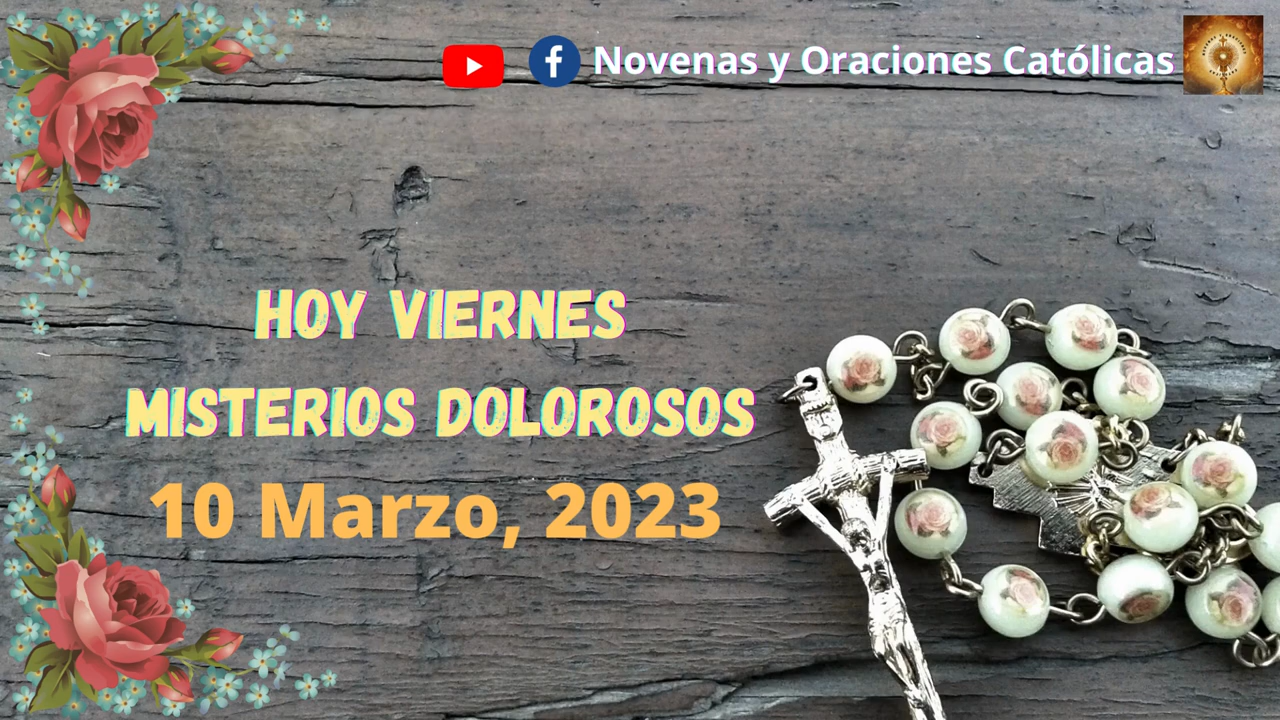 Novenas y Oraciones Católicas
HOY VIERNES
MISTERIOS DOLOROSOS
10 Marzo, 2023